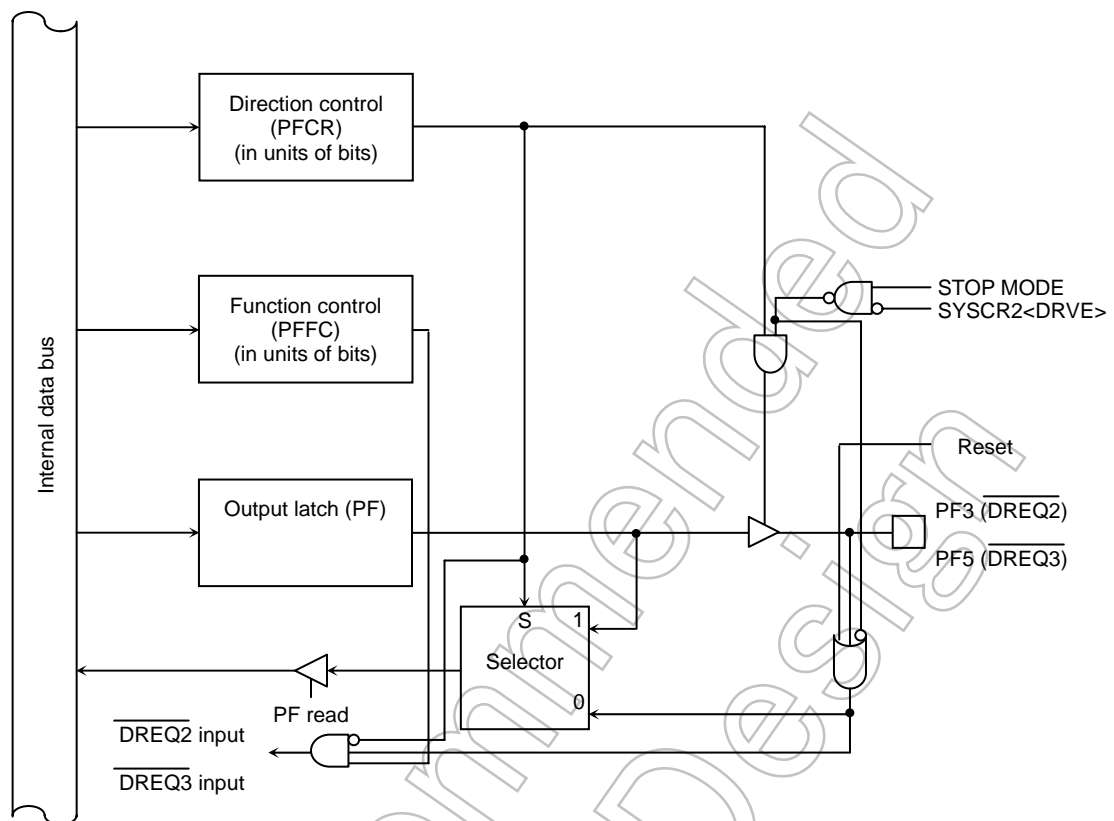 Internal data bus
Direction control
(PFCR)
(in units of bits)
Function control
(PFFC)
(in units of bits)
STOP MODE
SYSCR2<DRVE>
Reset
Output latch (PF)
PF3 (DREQ2)
PF5 (DREQ3)
S
1
Selector
0
PF read
DREQ2 input
DREQ3 input
ommended
Design